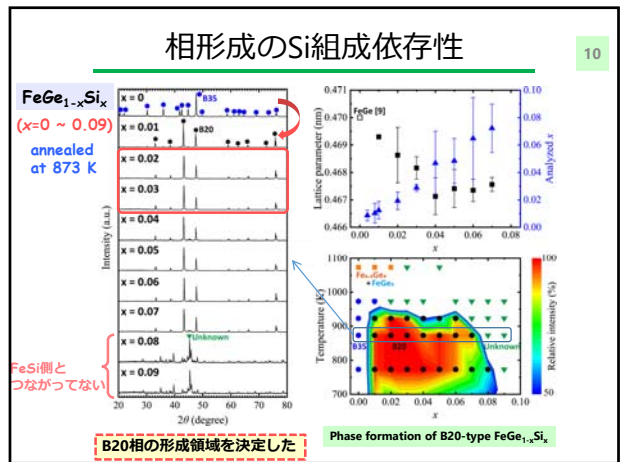 相形成のSi組成依存性
10
FeGe1-xSix
(x=0 ~ 0.09)
annealed
at 873 K
x = 0
B35
x = 0.01
B20
x = 0.02
x = 0.03
x = 0.04
x = 0.05
x = 0.06
x = 0.07
Unknown
x = 0.08
x = 0.09
Intensity (a.u.)
20 30 40 50 60 70 80
2θ (degree)
FeSi側と
つながってない
B20相の形成領域を決定した
0.471
0.470
0.469
0.468
0.467
0.466
Lattice parameter (nm)
FeGe [9]
0.10
0.08
0.06
0.04
0.02
0.00
Analyzed x
0.00 0.02 0.04 0.06 0.08
x
1100
1000
900
800
700
Temperature (K)
+FeGe2
B35
B20
Unknown
0.00 0.02 0.04 0.06 0.08 0.10
x
100
50
Relative intensity (%)
Phase formation of B20-type FeGe1-xSix